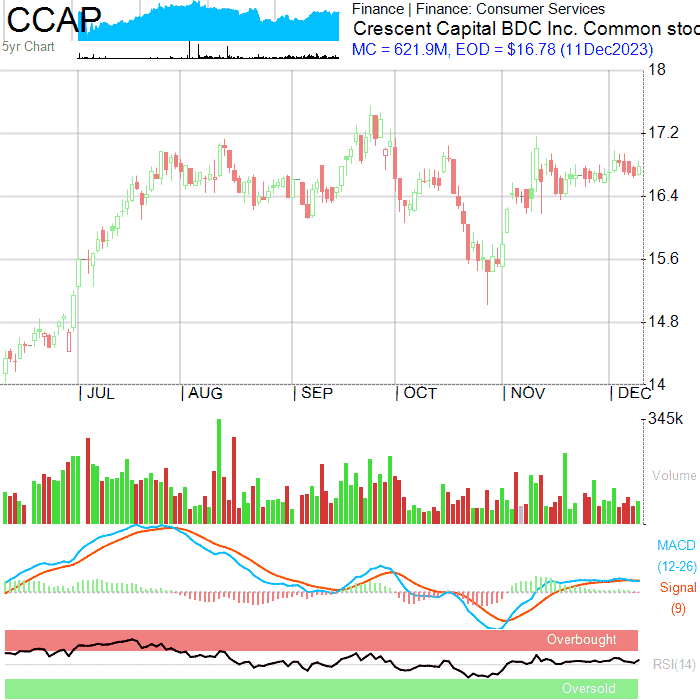 CCAP
5yr Chart
Finance | Finance: Consumer Services
Crescent Capital BDC Inc. Common stoc
MC = 621.9M, EOD = $16.78 (11Dec2023)
18
17.2
16.4
15.6
14.8
14
| JUL | AUG | SEP | OCT | NOV | DEC
345k
Volume
MACD
(12-26)
Signal
(9)
Overbought
RSI(14)
Oversold